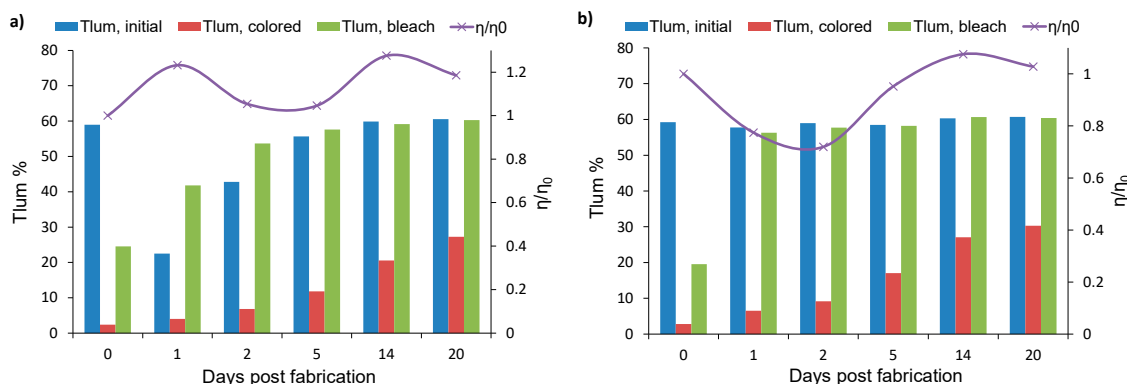 a)
Tlum, initial Tlum, colored Tlum, bleach η/η0
80
70
60
50
40
30
20
10
0
Tlum %
1.2
1
0.8
0.6
0.4
0.2
0
η/η0
0 1 2 5 14 20
Days post fabrication
b)
Tlum, initial Tlum, colored Tlum, bleach η/η0
80
70
60
50
40
30
20
10
0
Tlum %
1
0.8
0.6
0.4
0.2
0
η/η0
0 1 2 5 14 20
Days post fabrication